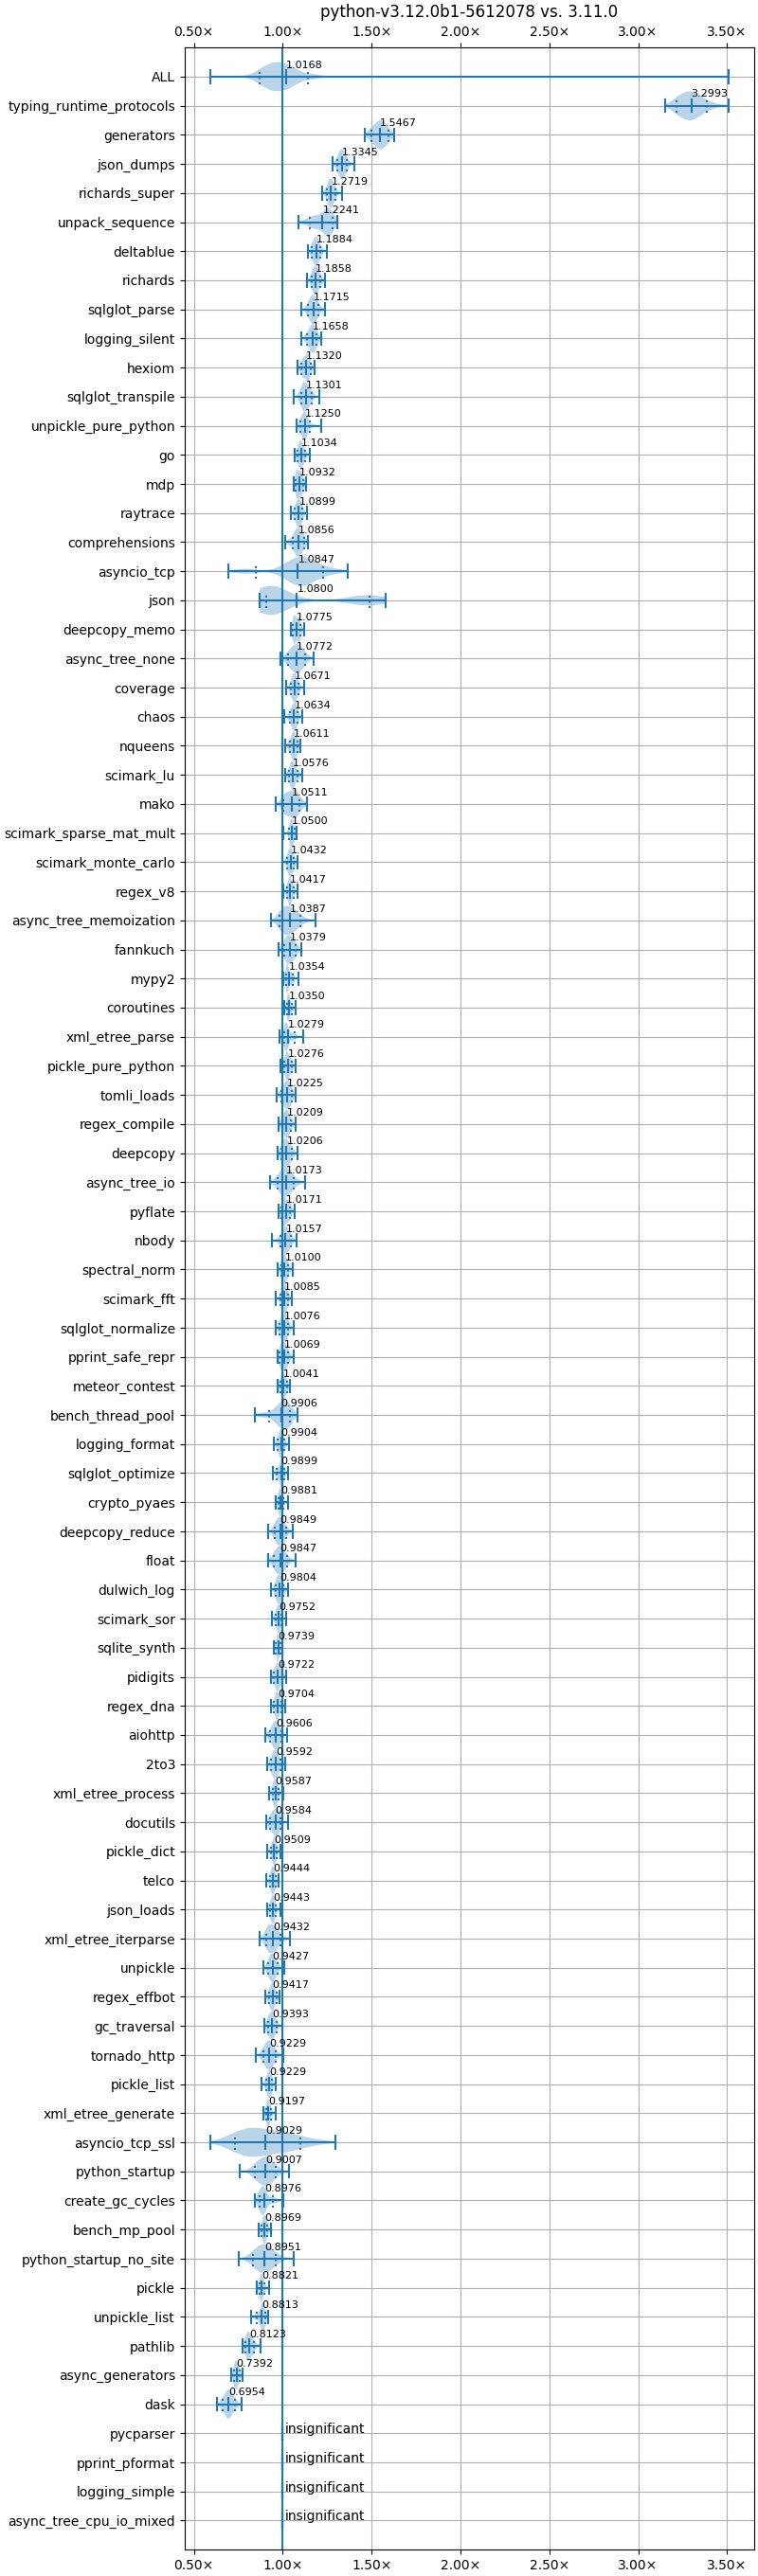 python-v3.12.0b1-5612078 vs. 3.11.0
0.50× 1.00× 1.50× 2.00× 2.50× 3.00× 3.50×
ALL 1.0168
typing_runtime_protocols 3.2993
generators 1.5467
json_dumps 1.3345
richards_super 1.2719
unpack_sequence 1.2241
deltablue 1.1884
richards 1.1858
sqlglot_parse 1.1715
logging_silent 1.1658
hexiom 1.1320
sqlglot_transpile 1.1301
unpickle_pure_python 1.1250
go 1.1034
mdp 1.0932
raytrace 1.0899
comprehensions 1.0856
asyncio_tcp 1.0847
json 1.0800
deepcopy_memo 1.0775
async_tree_none 1.0772
coverage 1.0671
chaos 1.0634
nqueens 1.0611
scimark_lu 1.0576
mako 1.0511
scimark_sparse_mat_mult 1.0500
scimark_monte_carlo 1.0432
regex_v8 1.0417
async_tree_memoization 1.0387
fannkuch 1.0379
mypy2 1.0354
coroutines 1.0350
xml_etree_parse 1.0279
pickle_pure_python 1.0276
tomli_loads 1.0225
regex_compile 1.0209
deepcopy 1.0206
async_tree_io 1.0173
pyflate 1.0171
nbody 1.0157
spectral_norm 1.0100
scimark_fft 1.0085
sqlglot_normalize 1.0076
pprint_safe_repr 1.0069
meteor_contest 1.0041
bench_thread_pool 0.9906
logging_format 0.9904
sqlglot_optimize 0.9899
crypto_pyaes 0.9881
deepcopy_reduce 0.9849
float 0.9847
dulwich_log 0.9804
scimark_sor 0.9752
sqlite_synth 0.9739
pidigits 0.9722
regex_dna 0.9704
aiohttp 0.9606
2to3 0.9592
xml_etree_process 0.9587
docutils 0.9584
pickle_dict 0.9509
telco 0.9444
json_loads 0.9443
xml_etree_iterparse 0.9432
unpickle 0.9427
regex_effbot 0.9417
gc_traversal 0.9393
tornado_http 0.9229
pickle_list 0.9229
xml_etree_generate 0.9197
asyncio_tcp_ssl 0.9029
python_startup 0.9007
create_gc_cycles 0.8976
bench_mp_pool 0.8969
python_startup_no_site 0.8951
pickle 0.8821
unpickle_list 0.8813
pathlib 0.8123
async_generators 0.7392
dask 0.6954
pycparser insignificant
pprint_pformat insignificant
logging_simple insignificant
async_tree_cpu_io_mixed insignificant
0.50× 1.00× 1.50× 2.00× 2.50× 3.00× 3.50×